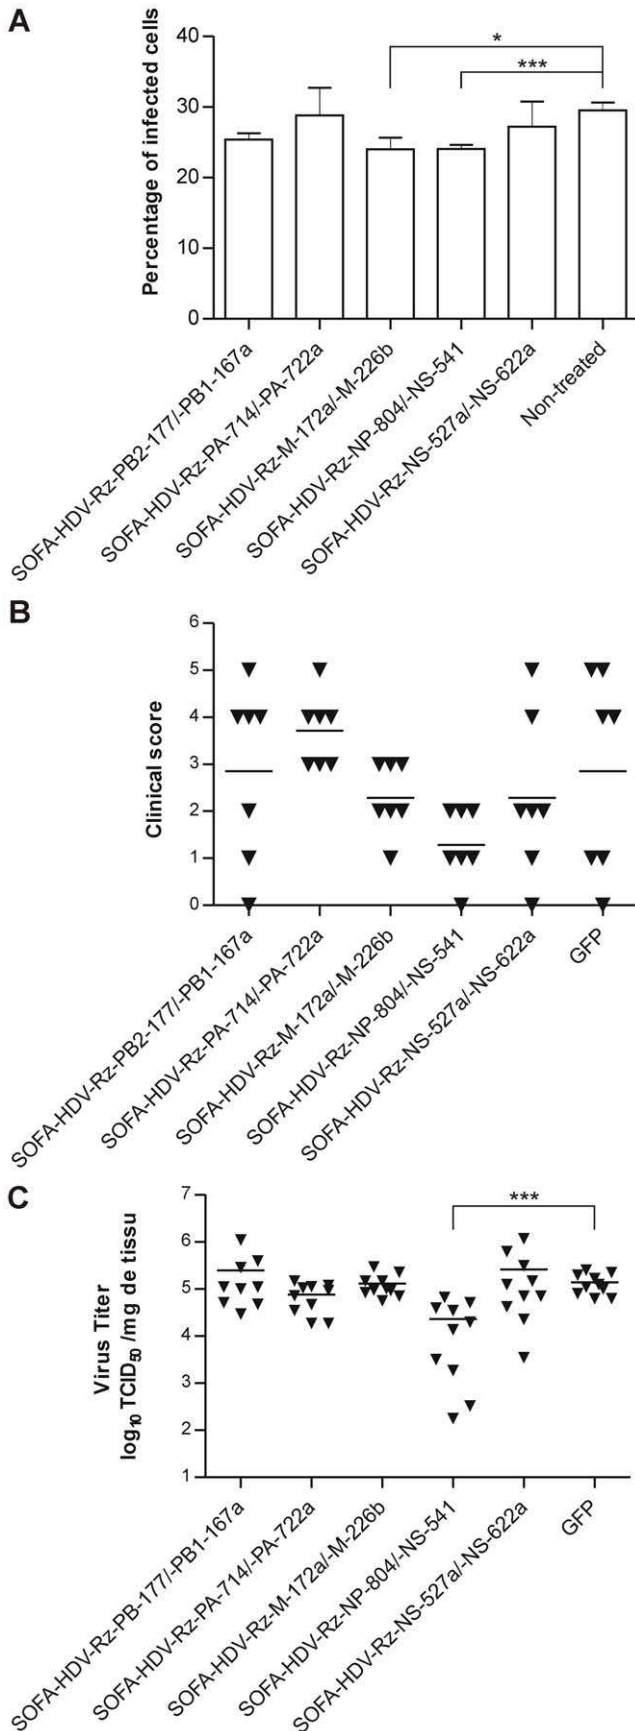 A
Percentage of infected cells
40
30
20
10
0
*
***
SOFA-HDV-Rz-PB2-177/-PB1-167a
SOFA-HDV-Rz-PA-714/-PA-722a
SOFA-HDV-Rz-M-172a/-M-226b
SOFA-HDV-Rz-NP-804/-NS-541
SOFA-HDV-Rz-NS-527a/-NS-622a
Non-treated
B
Clinical score
6
5
4
3
2
1
0
SOFA-HDV-Rz-PB2-177/-PB1-167a
SOFA-HDV-Rz-PA-714/-PA-722a
SOFA-HDV-Rz-M-172a/-M-226b
SOFA-HDV-Rz-NP-804/-NS-541
SOFA-HDV-Rz-NS-527a/-NS-622a
GFP
C
Virus Titer
log₁₀ TCID₅₀ /mg de tissu
7
6
5
4
3
2
1
***
SOFA-HDV-Rz-PB-177/-PB1-167a
SOFA-HDV-Rz-PA-714/-PA-722a
SOFA-HDV-Rz-M-172a/-M-226b
SOFA-HDV-Rz-NP-804/-NS-541
SOFA-HDV-Rz-NS-527a/-NS-622a
GFP